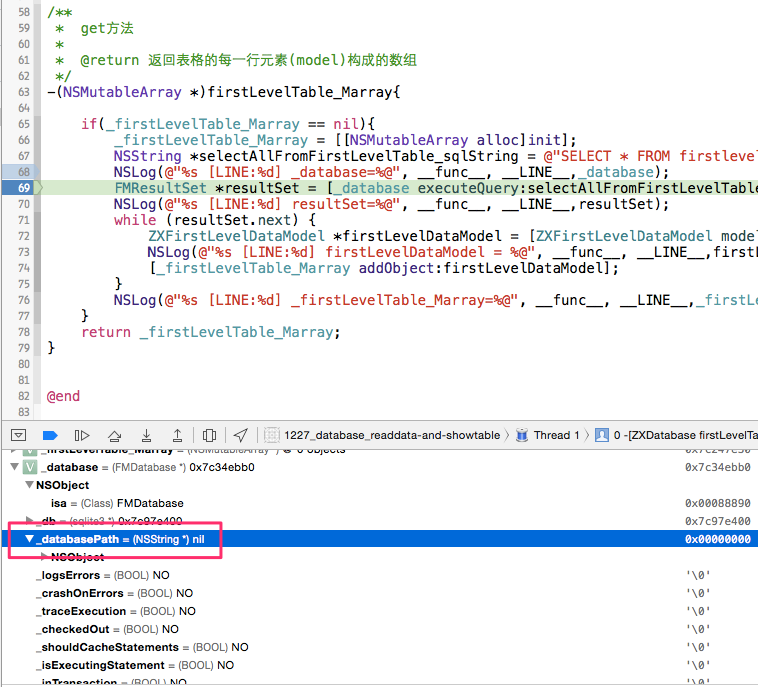 58 /**
59  *  get方法
60  *
61  *  @return 返回表格的每一行元素(model)构成的数组
62  */
63 -(NSMutableArray *)firstLevelTable_Marray{
64
65     if(_firstLevelTable_Marray == nil){
66         _firstLevelTable_Marray = [[NSMutableArray alloc]init];
67         NSString *selectAllFromFirstLevelTable_sqlString = @"SELECT * FROM firstlevel
68         NSLog(@"%s [LINE:%d] _database=%@", __func__, __LINE__,_database);
69         FMResultSet *resultSet = [_database executeQuery:selectAllFromFirstLevelTable
70         NSLog(@"%s [LINE:%d] resultSet=%@", __func__, __LINE__,resultSet);
71         while (resultSet.next) {
72             ZXFirstLevelDataModel *firstLevelDataModel = [ZXFirstLevelDataModel mode
73             NSLog(@"%s [LINE:%d] firstLevelDataModel = %@", __func__, __LINE__,firstL
74             [_firstLevelTable_Marray addObject:firstLevelDataModel];
75         }
76         NSLog(@"%s [LINE:%d] _firstLevelTable_Marray=%@", __func__, __LINE__,_firstLe
77     }
78     return _firstLevelTable_Marray;
79 }
80
81
82 @end
83
1227_database_readdata-and-showtable Thread 1 0 -[ZXDatabase firstLevelTa
_firstLevelTable_Marray = (NSMutableArray *) @"0 objects" 0x7c247e50
V _database = (FMDatabase *) 0x7c34ebb0 0x7c34ebb0
NSObject
isa = (Class) FMDatabase 0x00088890
_db = (sqlite3 *) 0x7c97e400 0x7c97e400
_databasePath = (NSString *) nil 0x00000000
NSObject
_logsErrors = (BOOL) NO '\0'
_crashOnErrors = (BOOL) NO '\0'
_traceExecution = (BOOL) NO '\0'
_checkedOut = (BOOL) NO '\0'
_shouldCacheStatements = (BOOL) NO '\0'
_isExecutingStatement = (BOOL) NO '\0'
_inTransaction = (BOOL) NO '\0'